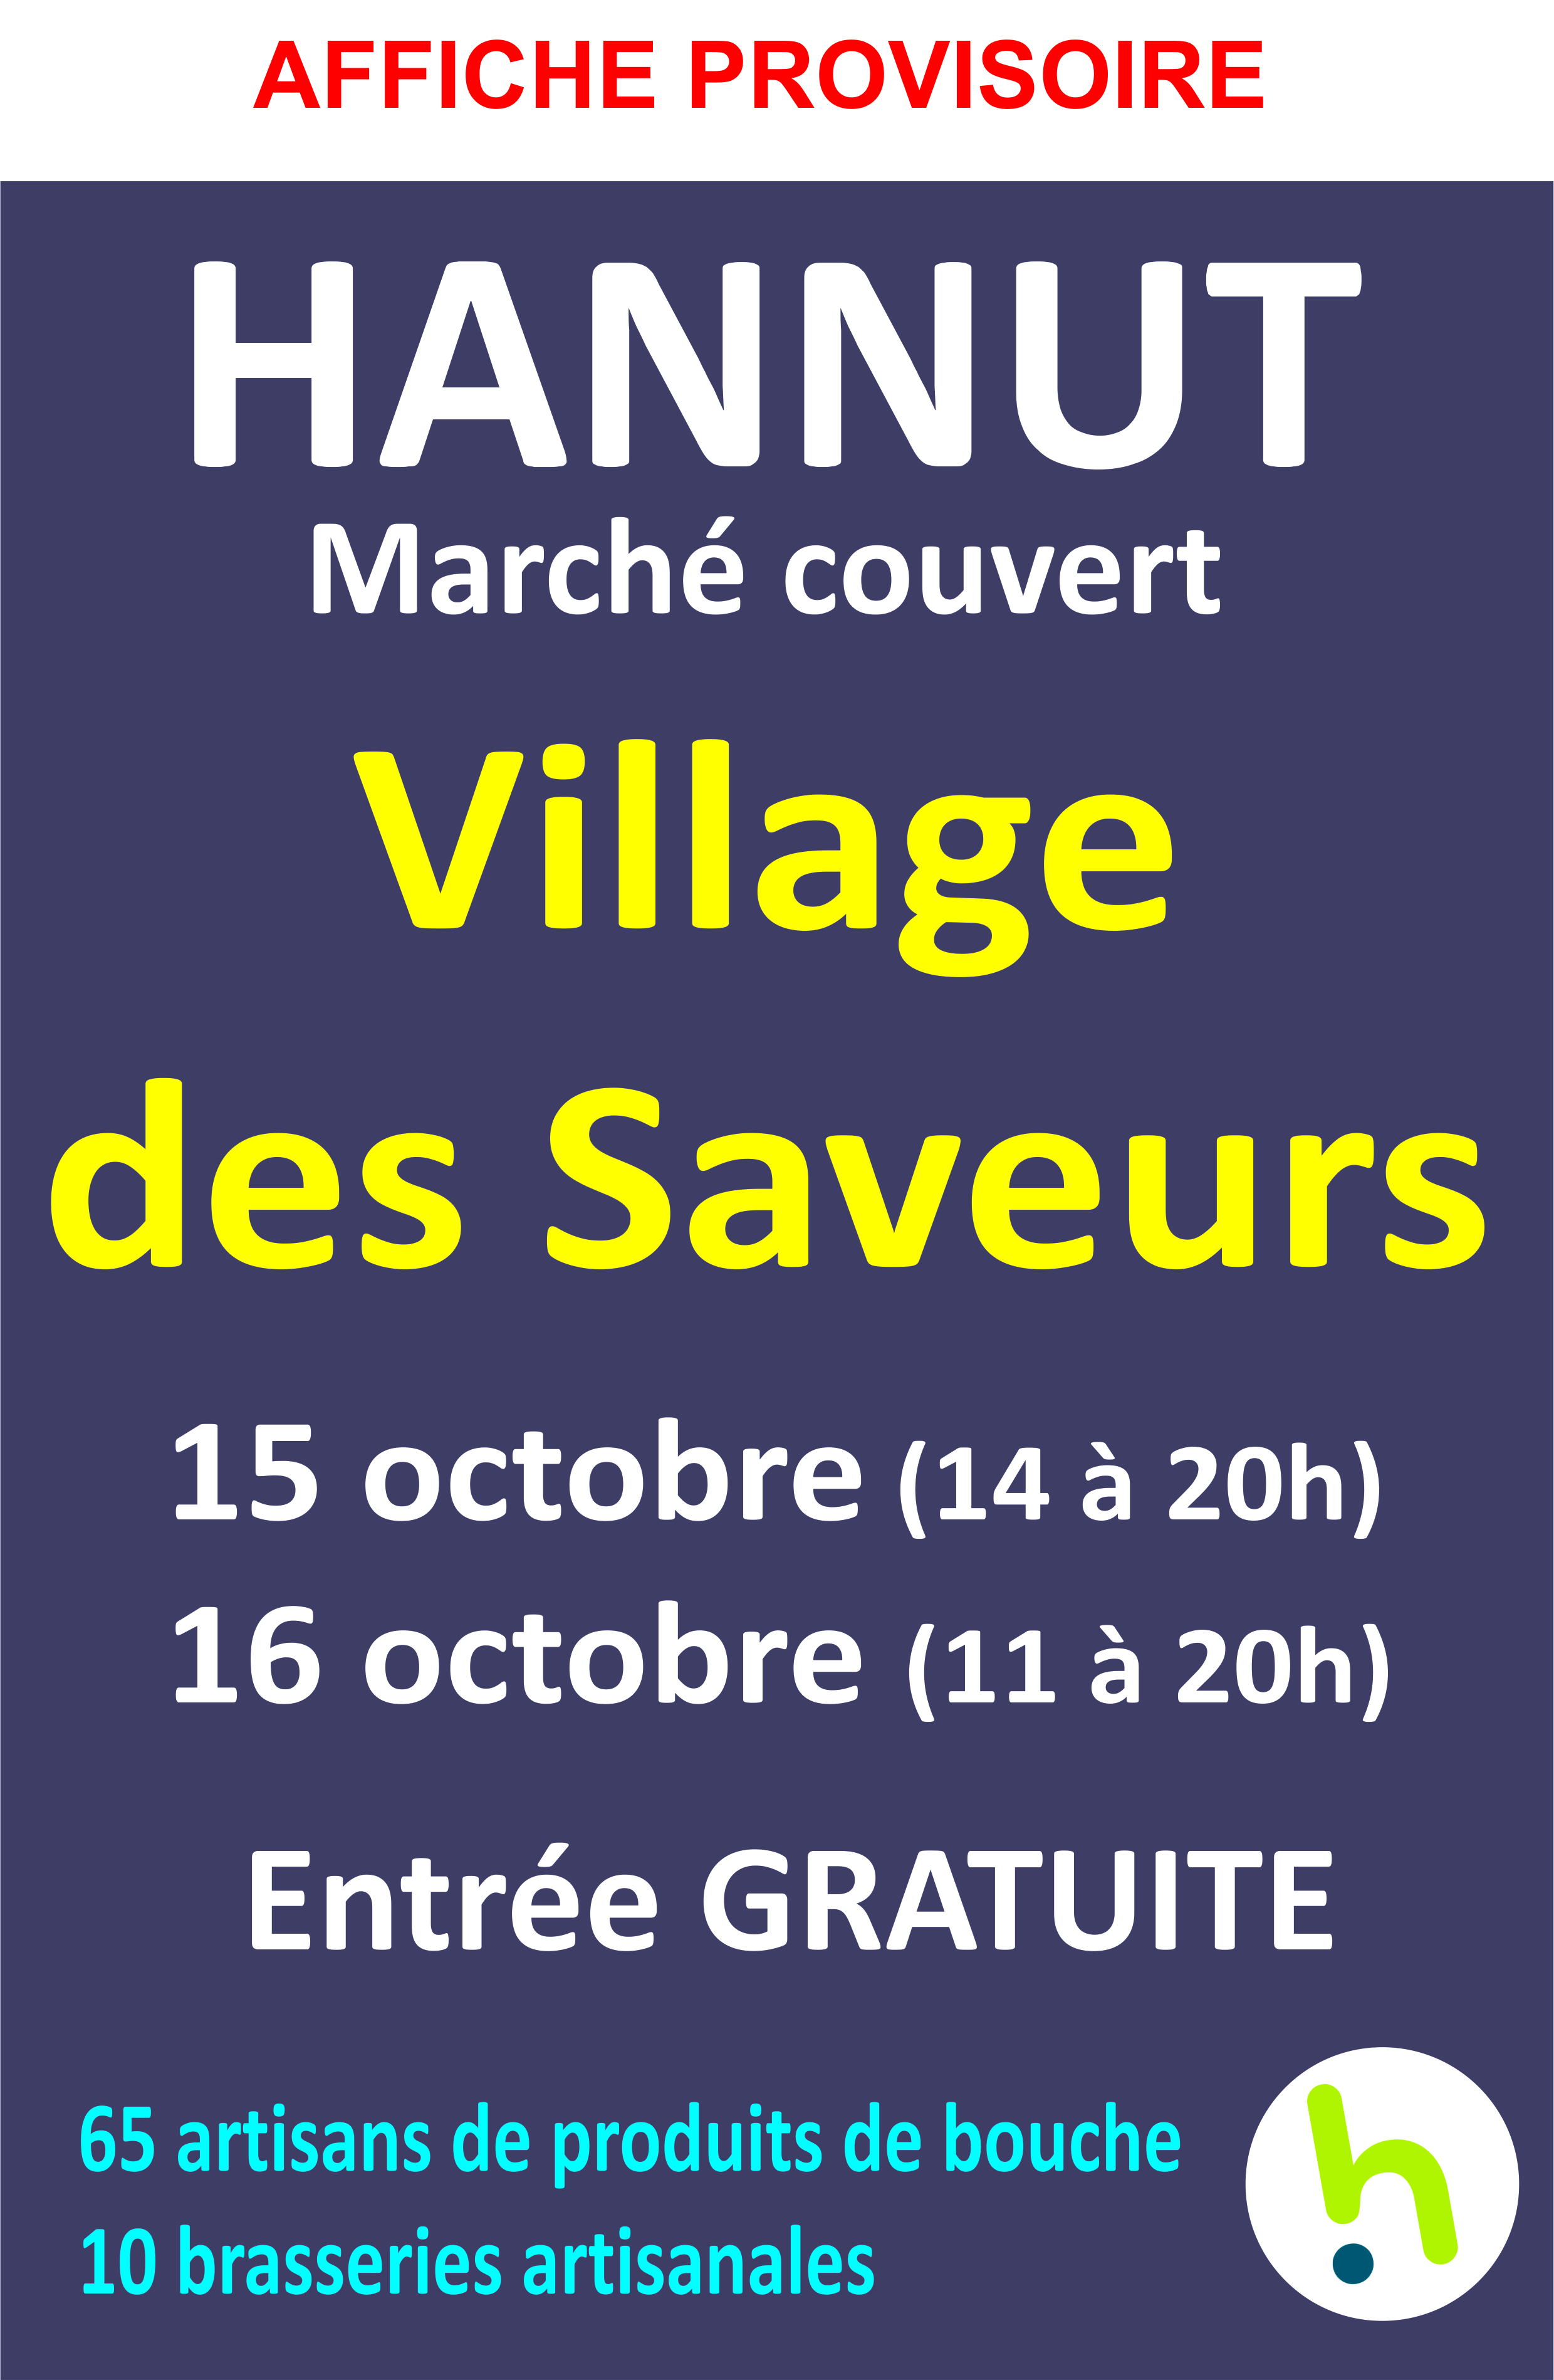 AFFICHE PROVISOIRE
HANNUT
Marché couvert
Village
des Saveurs
15 octobre (14 à 20h)
16 octobre (11 à 20h)
Entrée GRATUITE
65 artisans de produits de bouche
10 brasseries artisanales
h